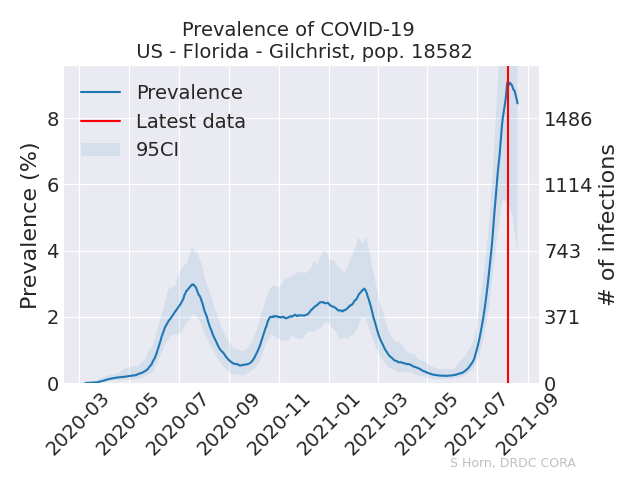 Prevalence of COVID-19
US - Florida - Gilchrist, pop. 18582
Prevalence
Latest data
95CI
Prevalence (%)
8
6
4
2
0
1486
1114
743
371
0
# of infections
2020-03
2020-05
2020-07
2020-09
2020-11
2021-01
2021-03
2021-05
2021-07
2021-09
S Horn, DRDC CORA